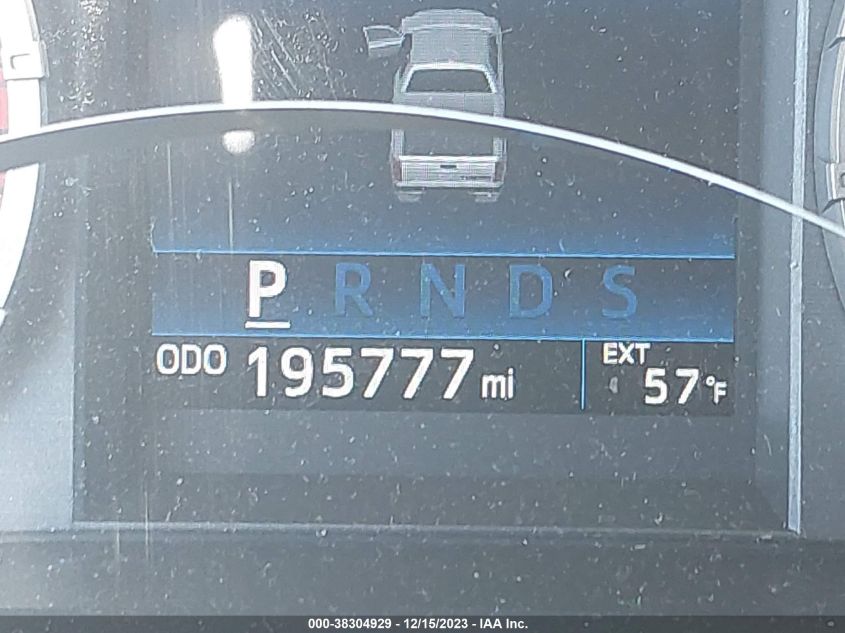 P R N D S
ODO 195777 mi
EXT
57°F
000-38304929 - 12/15/2023 - IAA Inc.